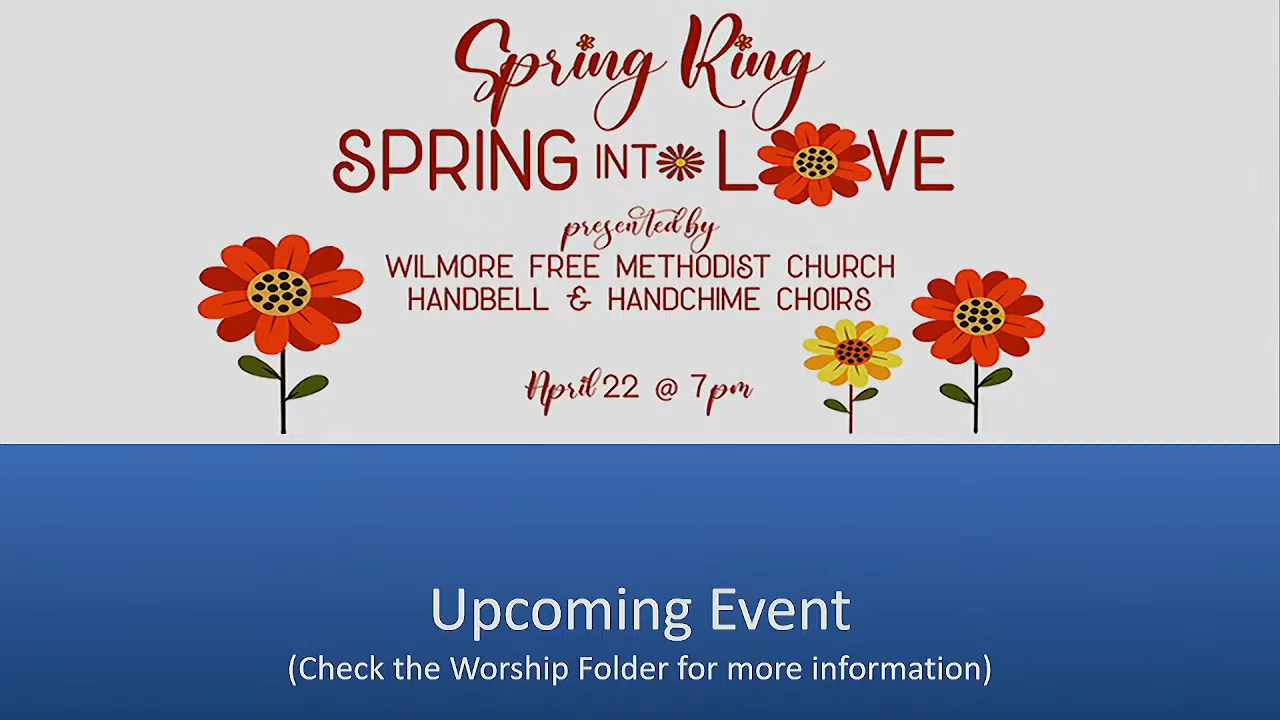 Spring Ring
SPRING INTO LOVE
presented by
WILMORE FREE METHODIST CHURCH
HANDBELL & HANDCHIME CHOIRS
April 22 @ 7pm
Upcoming Event
(Check the Worship Folder for more information)